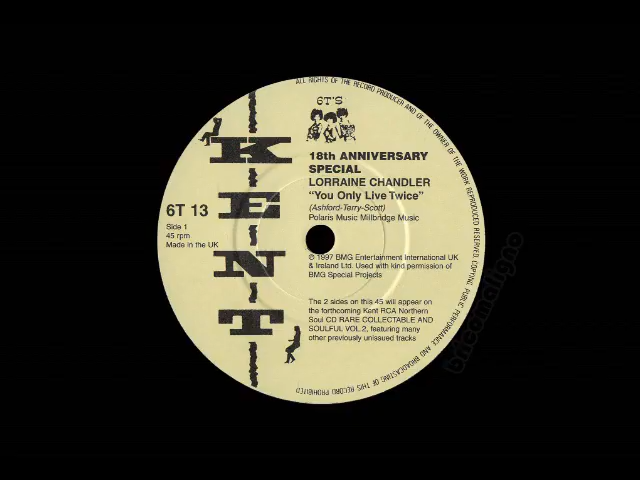 ALL RIGHTS OF THE RECORD PRODUCER AND OF THE OWNER OF THE WORK REPRODUCED RESERVED. COPYING, PUBLIC PERFORMANCE AND BROADCASTING OF THIS RECORD PROHIBITED
6T'S
KENT
18th ANNIVERSARY
SPECIAL
LORRAINE CHANDLER
"You Only Live Twice"
(Ashford-Terry-Scott)
Polaris Music Millbridge Music
6T 13
Side 1
45 rpm
Made in the UK
© 1997 BMG Entertainment International UK
& Ireland Ltd. Used with kind permission of
BMG Special Projects
The 2 sides on this 45 will appear on
the forthcoming Kent RCA Northern
Soul CD RARE COLLECTABLE AND
SOULFUL VOL 2, featuring many
other previously unissued tracks